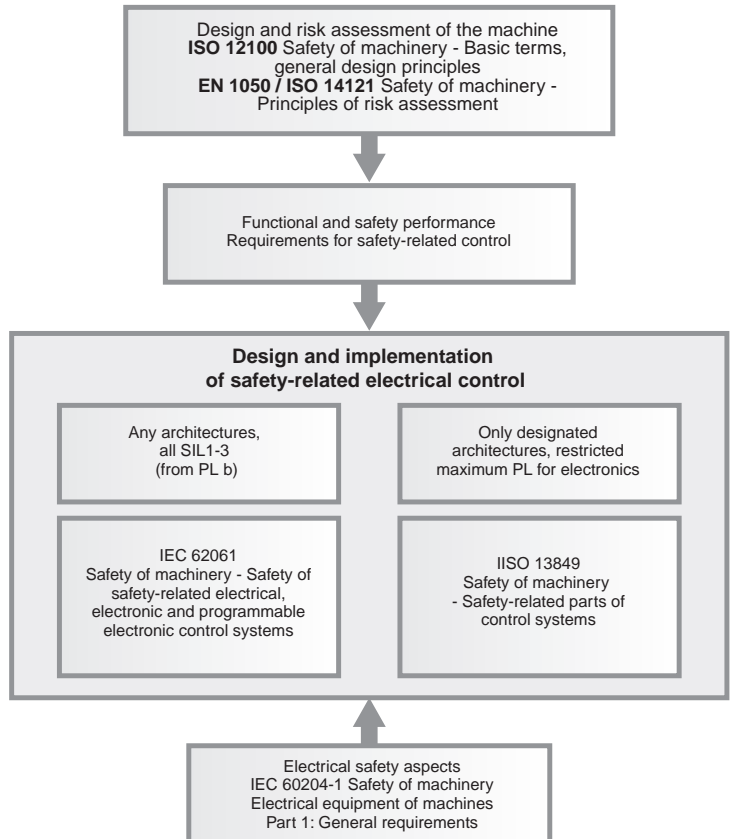 Design and risk assessment of the machine
ISO 12100 Safety of machinery - Basic terms,
general design principles
EN 1050 / ISO 14121 Safety of machinery -
Principles of risk assessment
Functional and safety performance
Requirements for safety-related control
Design and implementation
of safety-related electrical control
Any architectures,
all SIL1-3
(from PL b)
Only designated
architectures, restricted
maximum PL for electronics
IEC 62061
Safety of machinery - Safety of
safety-related electrical,
electronic and programmable
electronic control systems
IISO 13849
Safety of machinery
- Safety-related parts of
control systems
Electrical safety aspects
IEC 60204-1 Safety of machinery
Electrical equipment of machines
Part 1: General requirements